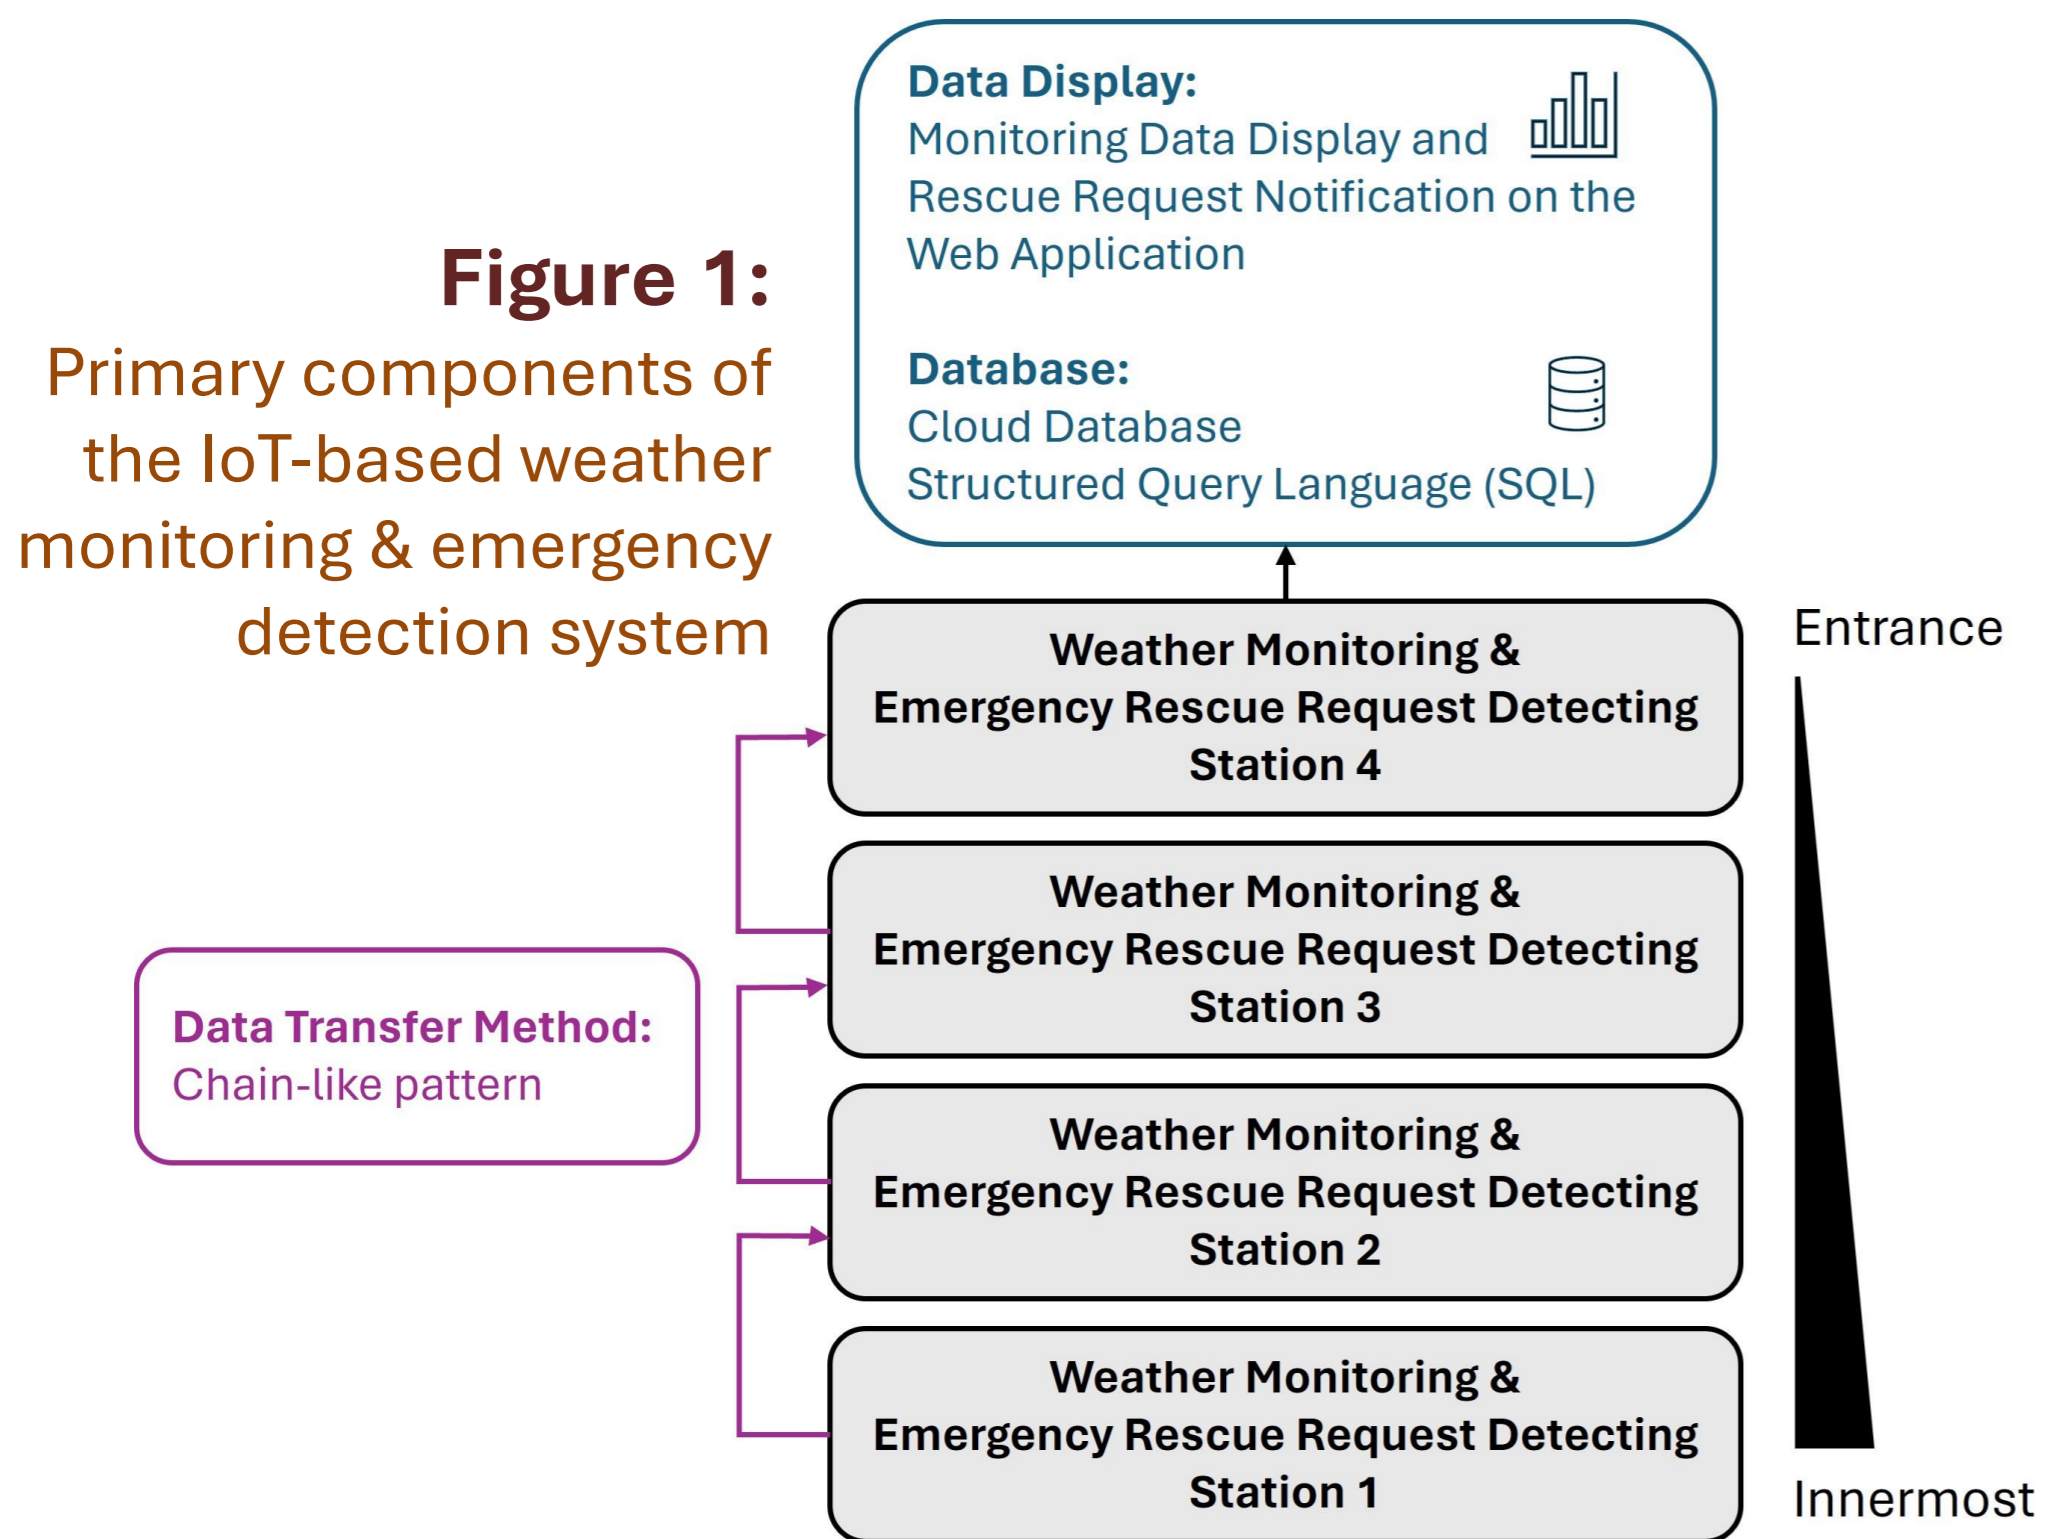 Figure 1:
Primary components of
the IoT-based weather
monitoring & emergency
detection system
Data Display:
Monitoring Data Display and
Rescue Request Notification on the
Web Application
Database:
Cloud Database
Structured Query Language (SQL)
Weather Monitoring &
Emergency Rescue Request Detecting
Station 4
Entrance
Weather Monitoring &
Emergency Rescue Request Detecting
Station 3
Data Transfer Method:
Chain-like pattern
Weather Monitoring &
Emergency Rescue Request Detecting
Station 2
Weather Monitoring &
Emergency Rescue Request Detecting
Station 1
Innermost